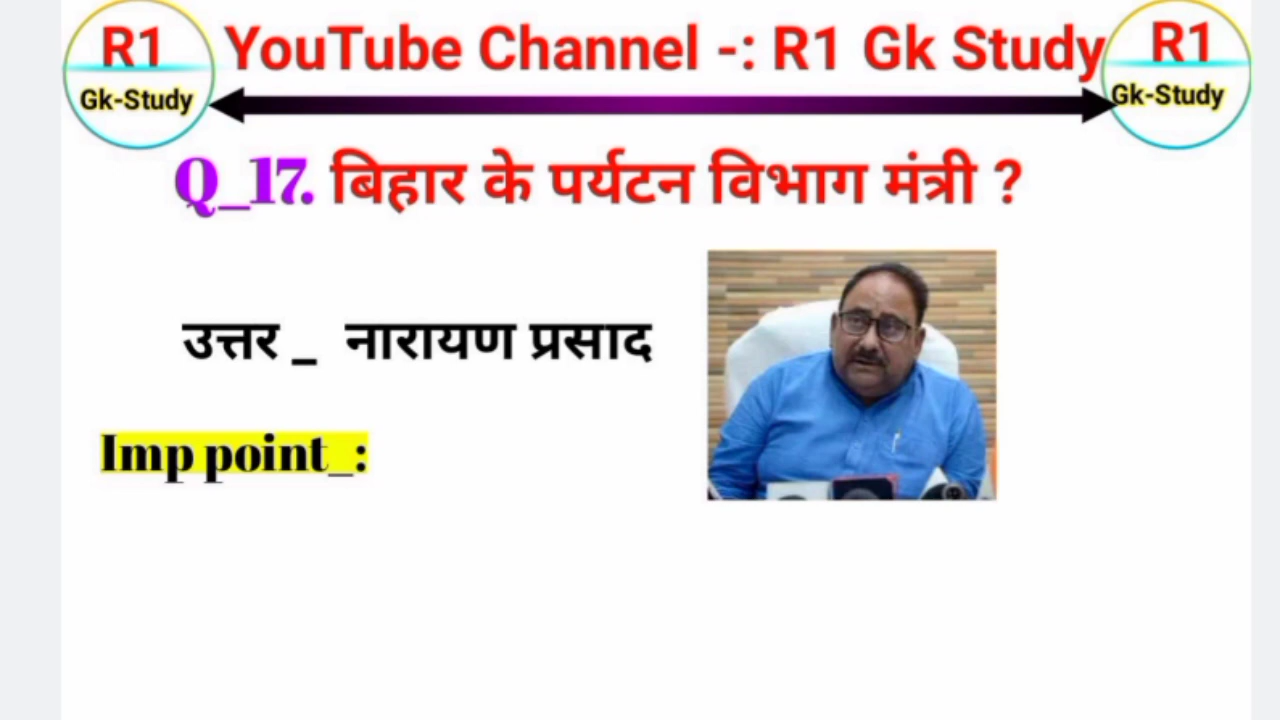 R1 YouTube Channel -: R1 Gk Study R1
Gk-Study Gk-Study
Q_17. बिहार के पर्यटन विभाग मंत्री ?
उत्तर _ नारायण प्रसाद
Imp point_: